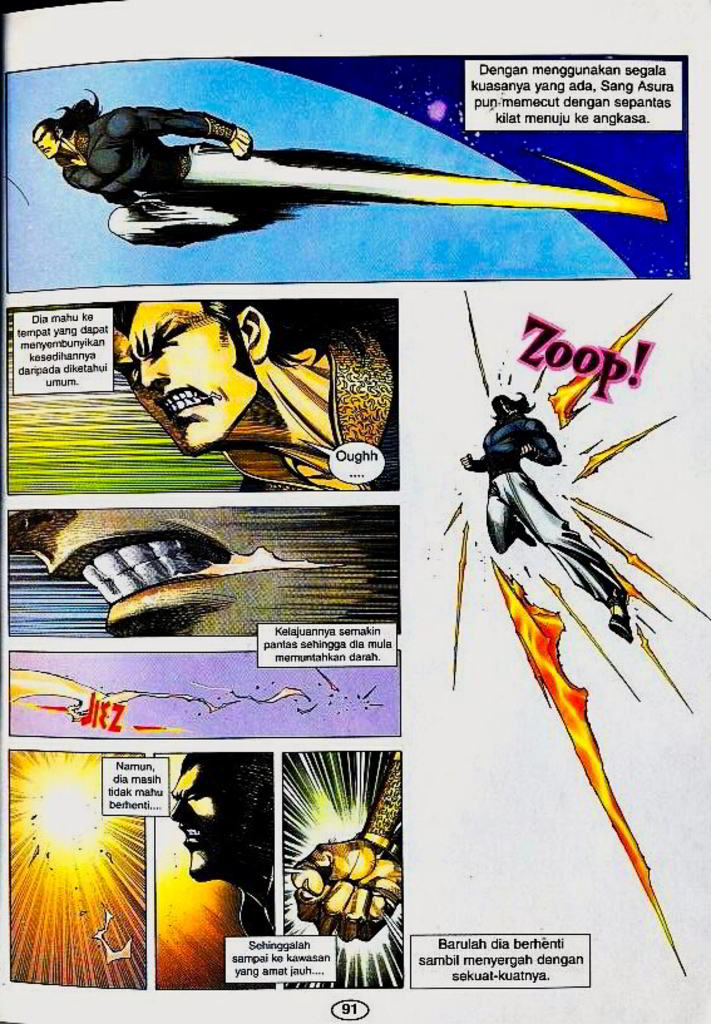 Dengan menggunakan segala
kuasanya yang ada, Sang Asura
pun memecut dengan sepantas
kilat menuju ke angkasa.
Dia mahu ke
tempat yang dapat
menyembunyikan
kesedihannya
daripada diketahui
umum.
Oughh
....
Zoop!
Kelajuannya semakin
pantas sehingga dia mula
memuntahkan darah.
JIEZ
Namun,
dia masih
tidak mahu
berhenti....
Sehinggalah
sampai ke kawasan
yang amat jauh....
Barulah dia berhenti
sambil menyergah dengan
sekuat-kuatnya.
91